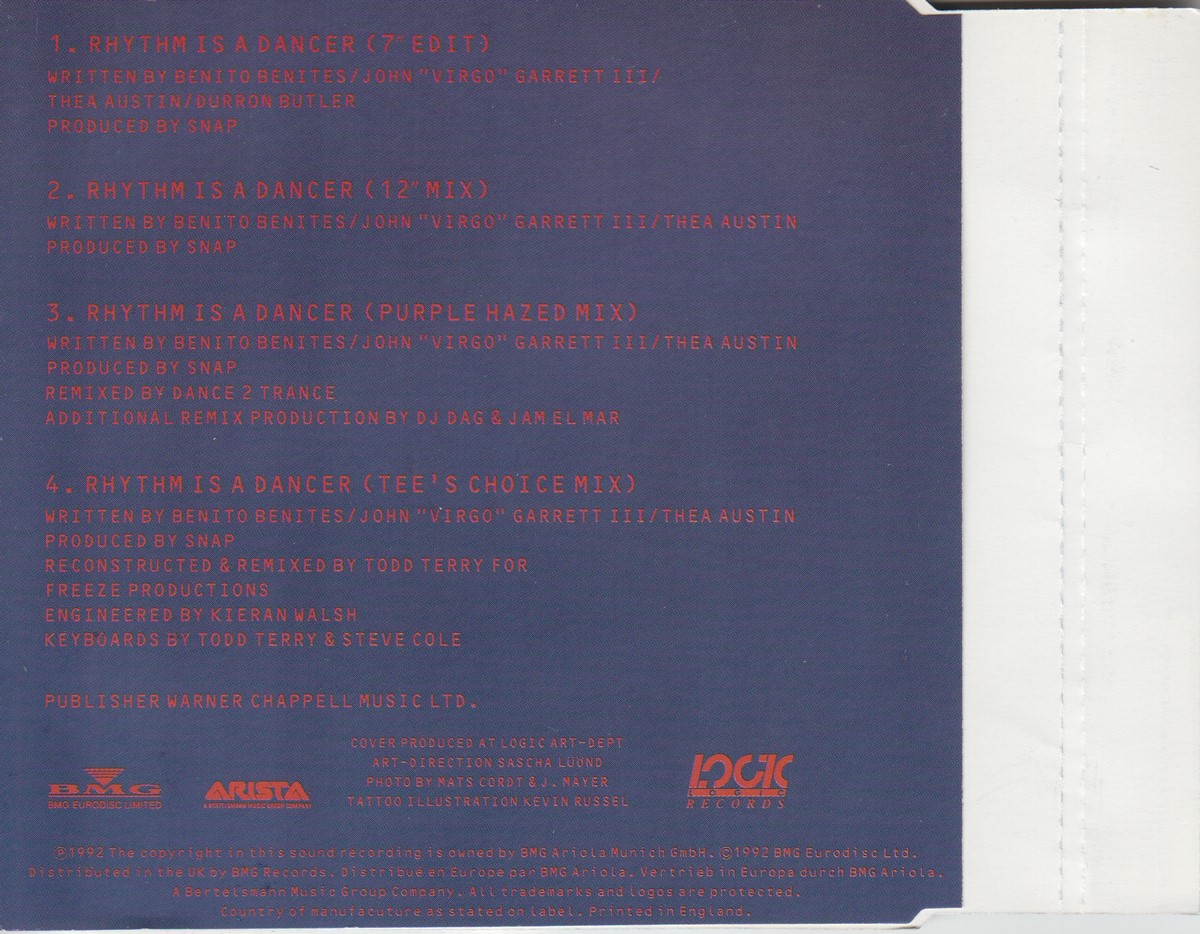 1. RHYTHM IS A DANCER (7" EDIT)
WRITTEN BY BENITO BENITES/JOHN "VIRGO" GARRETT III/
THEA AUSTIN/DURRON BUTLER
PRODUCED BY SNAP
2. RHYTHM IS A DANCER (12" MIX)
WRITTEN BY BENITO BENITES/JOHN "VIRGO" GARRETT III/THEA AUSTIN
PRODUCED BY SNAP
3. RHYTHM IS A DANCER (PURPLE HAZED MIX)
WRITTEN BY BENITO BENITES/JOHN "VIRGO" GARRETT III/THEA AUSTIN
PRODUCED BY SNAP
REMIXED BY DANCE 2 TRANCE
ADDITIONAL REMIX PRODUCTION BY DJ DAG & JAM EL MAR
4. RHYTHM IS A DANCER (TEE'S CHOICE MIX)
WRITTEN BY BENITO BENITES/JOHN "VIRGO" GARRETT III/THEA AUSTIN
PRODUCED BY SNAP
RECONSTRUCTED & REMIXED BY TODD TERRY FOR
FREEZE PRODUCTIONS
ENGINEERED BY KIERAN WALSH
KEYBOARDS BY TODD TERRY & STEVE COLE
PUBLISHER WARNER CHAPPELL MUSIC LTD.
COVER PRODUCED AT LOGIC ART-DEPT
ART-DIRECTION SASCHA LÜÖND
PHOTO BY MATS CORDT & J. MAYER
TATTOO ILLUSTRATION KEVIN RUSSEL
BMG
BMG EURODISC LIMITED
ARISTA
A BERTELSMANN MUSIC GROUP COMPANY
LOGIC
LOGIC
RECORDS
℗1992 The copyright in this sound recording is owned by BMG Ariola Munich GmbH. ©1992 BMG Eurodisc Ltd.
Distributed in the UK by BMG Records. Distribué en Europe par BMG Ariola. Vertrieb in Europa durch BMG Ariola.
A Bertelsmann Music Group Company. All trademarks and logos are protected.
Country of manufacuture as stated on label. Printed in England.